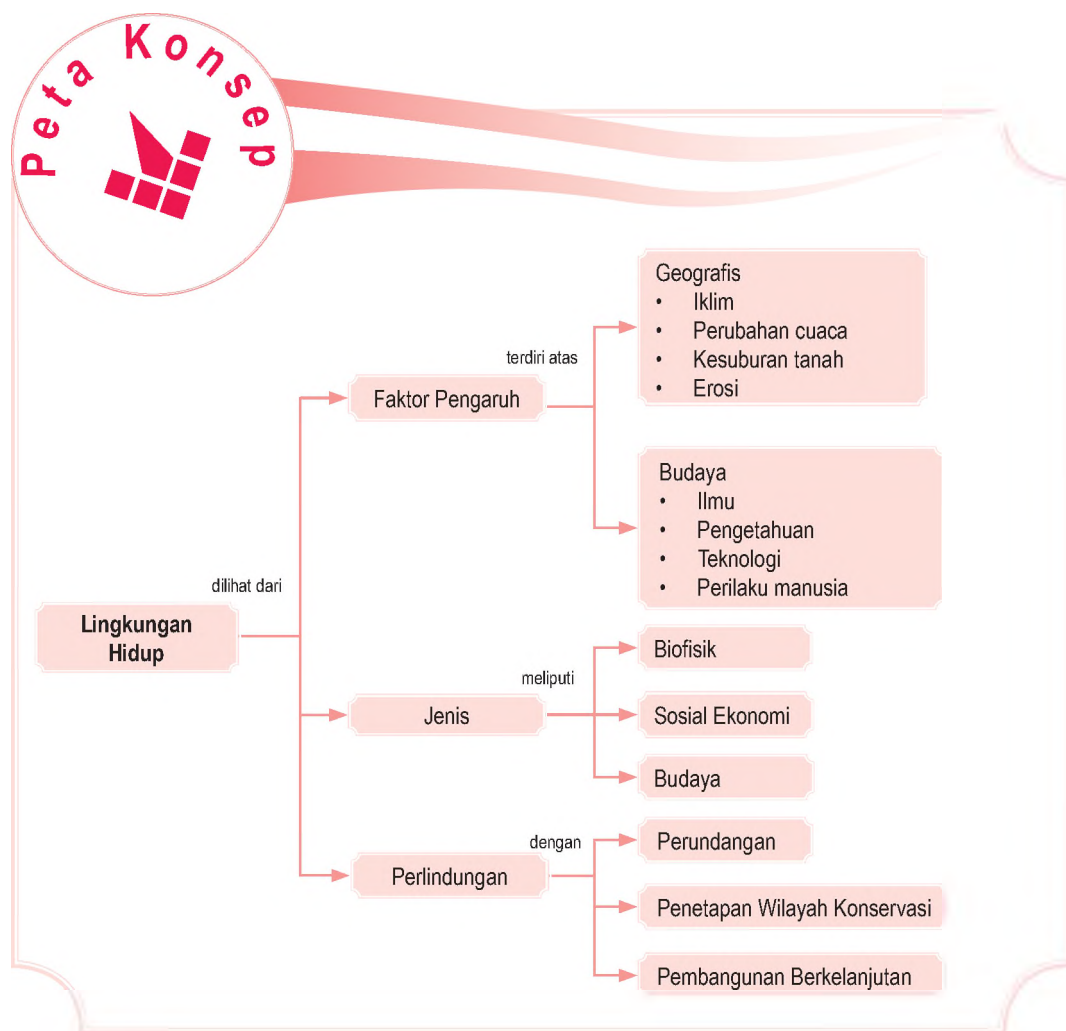 Peta Konsep
Geografis
• Iklim
• Perubahan cuaca
• Kesuburan tanah
• Erosi
terdiri atas
Faktor Pengaruh
Budaya
• Ilmu
• Pengetahuan
• Teknologi
• Perilaku manusia
dilihat dari
Lingkungan
Hidup
Biofisik
meliputi
Jenis
Sosial Ekonomi
Budaya
dengan
Perundangan
Perlindungan
Penetapan Wilayah Konservasi
Pembangunan Berkelanjutan